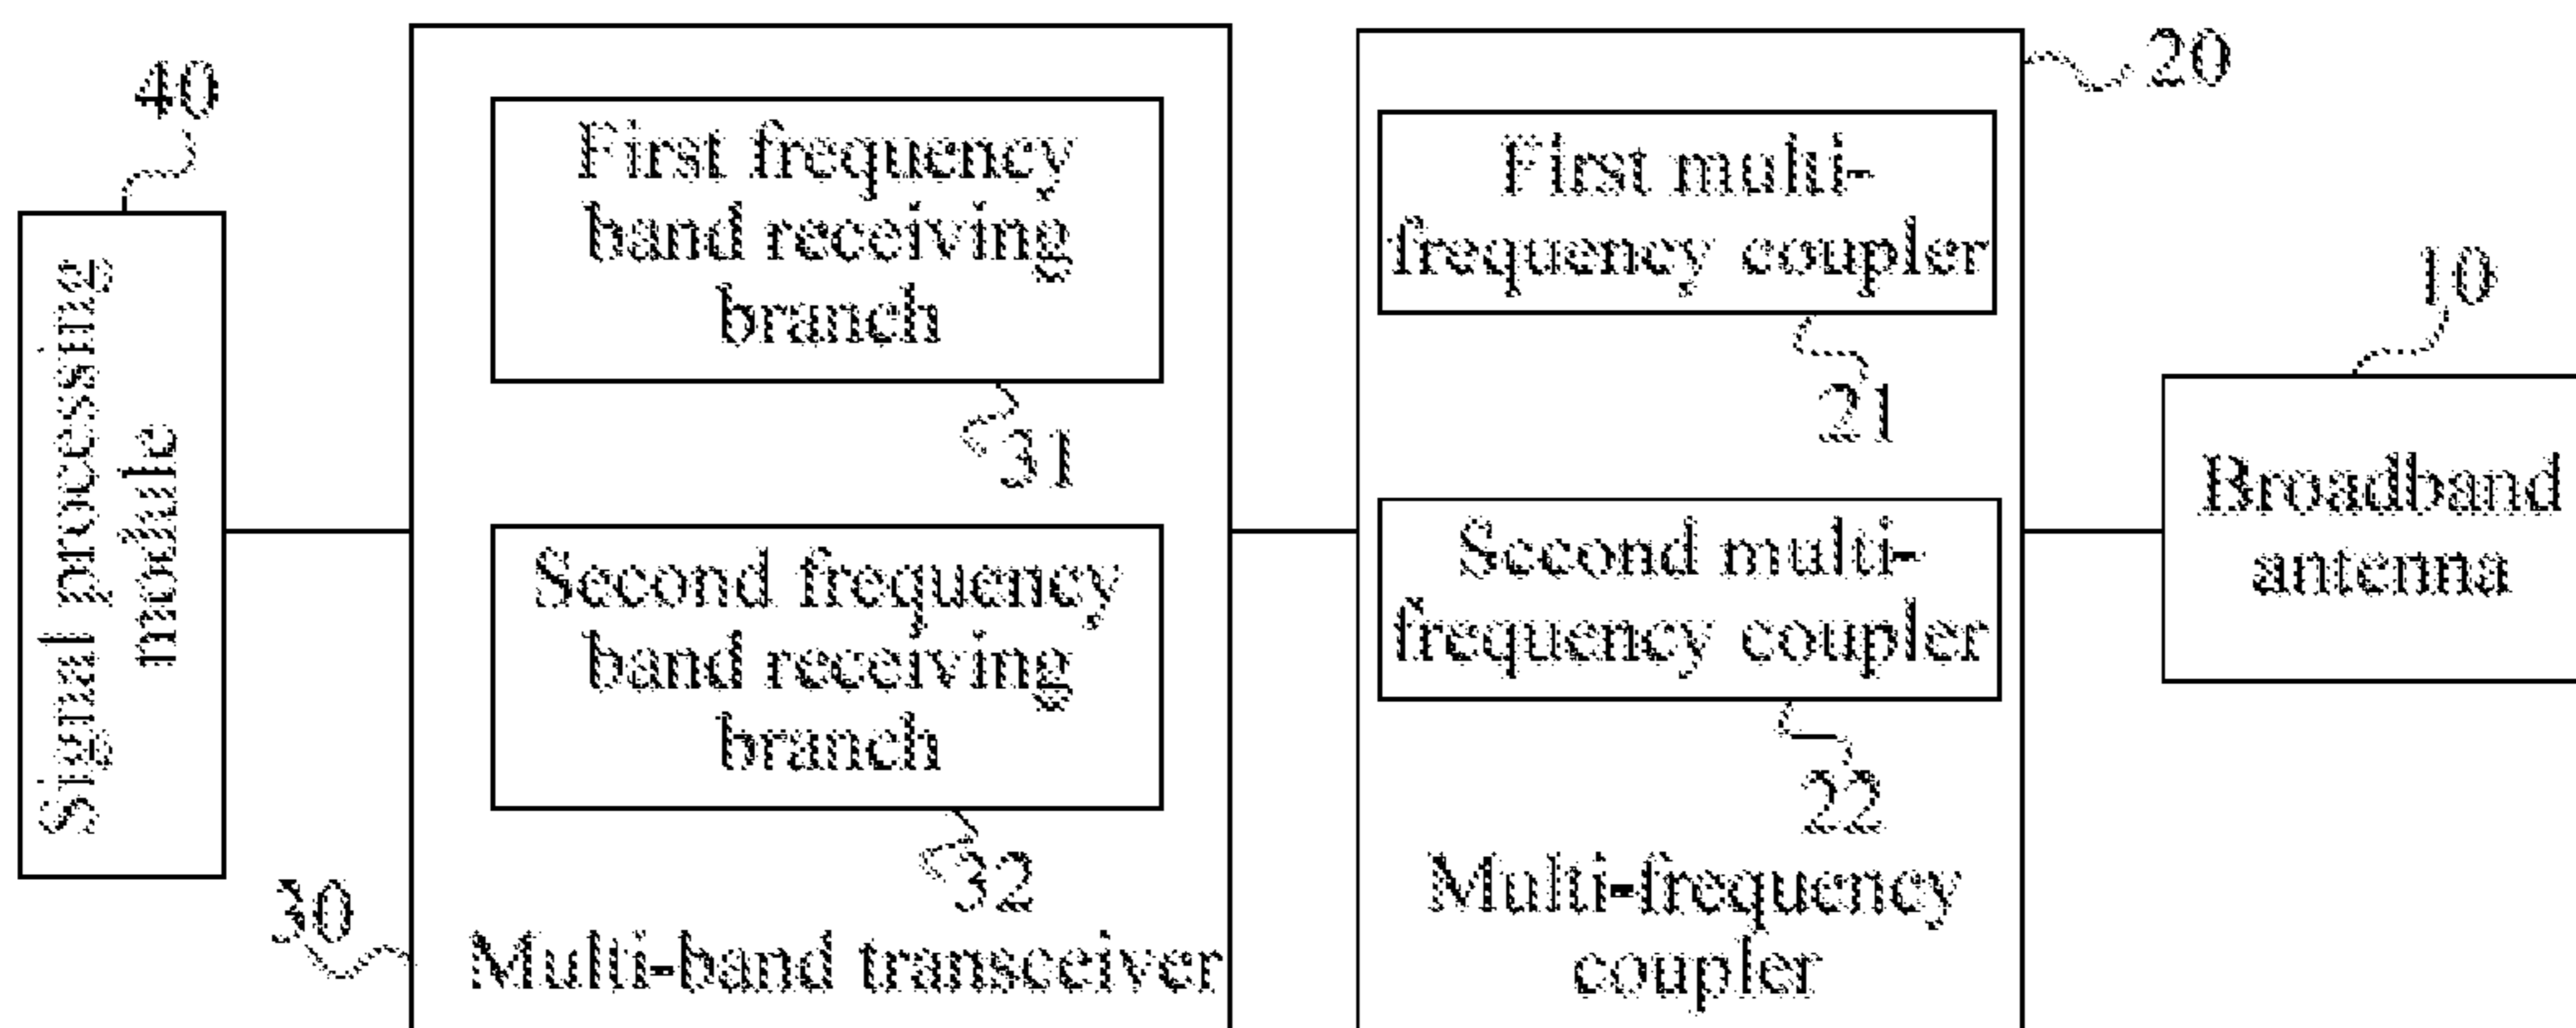 40
Signal processing
module
30
First frequency
band receiving
branch
31
Second frequency
band receiving
branch
32
Multi-band transceiver
20
First multi-
frequency coupler
21
Second multi-
frequency coupler
22
Multi-frequency
coupler
10
Broadband
antenna